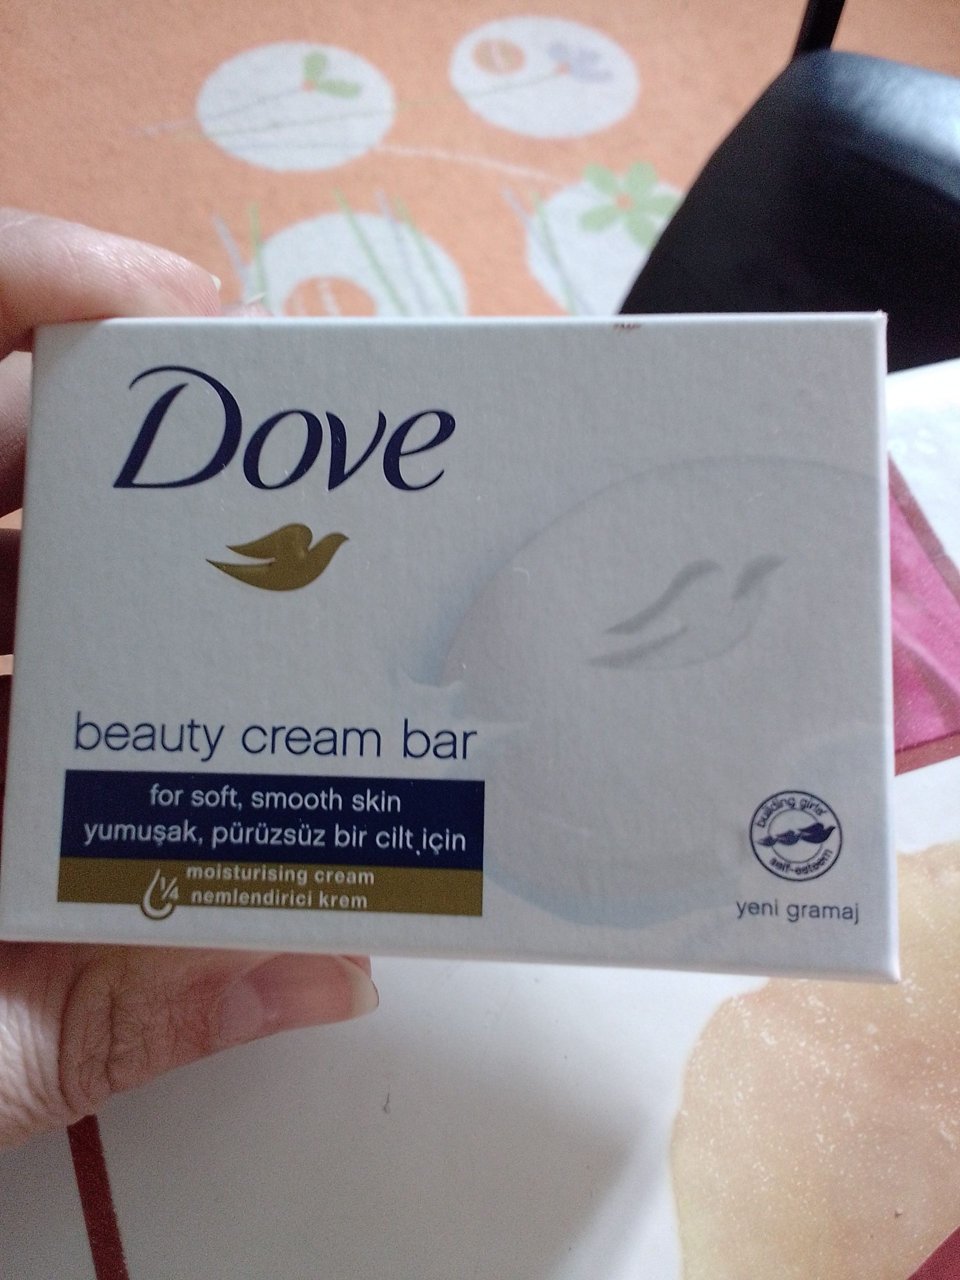 Dove
beauty cream bar
for soft, smooth skin
yumuşak, pürüzsüz bir cilt için
1/4 moisturising cream
nemlendirici krem
building girls'
self-esteem
yeni gramaj